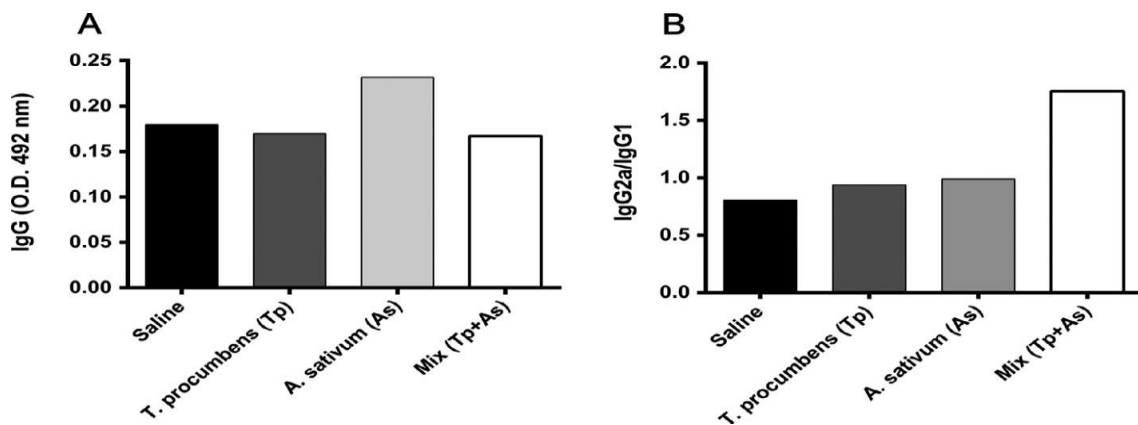 A
IgG (O.D. 492 nm)
0.25
0.20
0.15
0.10
0.05
0.00
Saline
T. procumbens (Tp)
A. sativum (As)
Mix (Tp+As)
B
IgG2a/IgG1
2.0
1.5
1.0
0.5
0.0
Saline
T. procumbens (Tp)
A. sativum (As)
Mix (Tp+As)